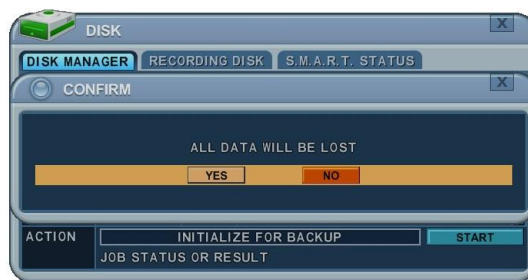 DISK X
DISK MANAGER RECORDING DISK S.M.A.R.T. STATUS
CONFIRM X
ALL DATA WILL BE LOST
YES NO
ACTION INITIALIZE FOR BACKUP START
JOB STATUS OR RESULT